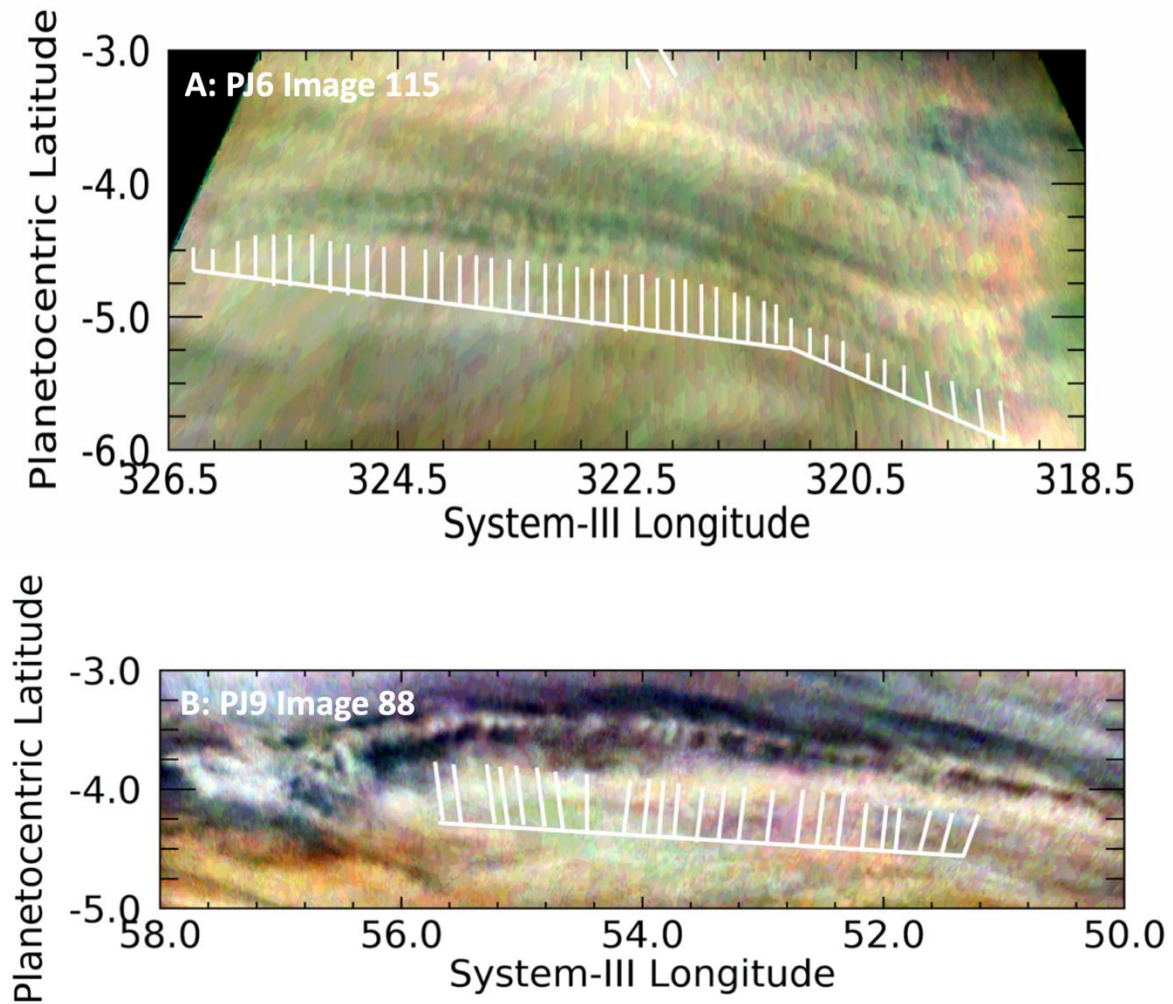 Planetocentric Latitude
-3.0
-4.0
-5.0
-6.0
A: PJ6 Image 115
326.5 324.5 322.5 320.5 318.5
System-III Longitude
Planetocentric Latitude
-3.0
-4.0
-5.0
B: PJ9 Image 88
58.0 56.0 54.0 52.0 50.0
System-III Longitude